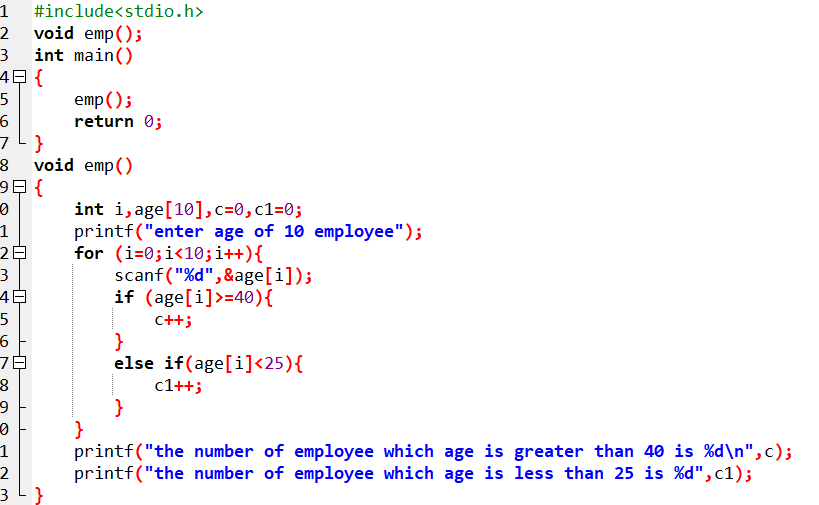 1 #include<stdio.h>
2 void emp();
3 int main()
4 {
5 emp();
6 return 0;
7 }
8 void emp()
9 {
0 int i,age[10],c=0,c1=0;
1 printf("enter age of 10 employee");
2 for (i=0;i<10;i++){
3 scanf("%d",&age[i]);
4 if (age[i]>=40){
5 c++;
6 }
7 else if(age[i]<25){
8 c1++;
9 }
0 }
1 printf("the number of employee which age is greater than 40 is %d\n",c);
2 printf("the number of employee which age is less than 25 is %d",c1);
3 }